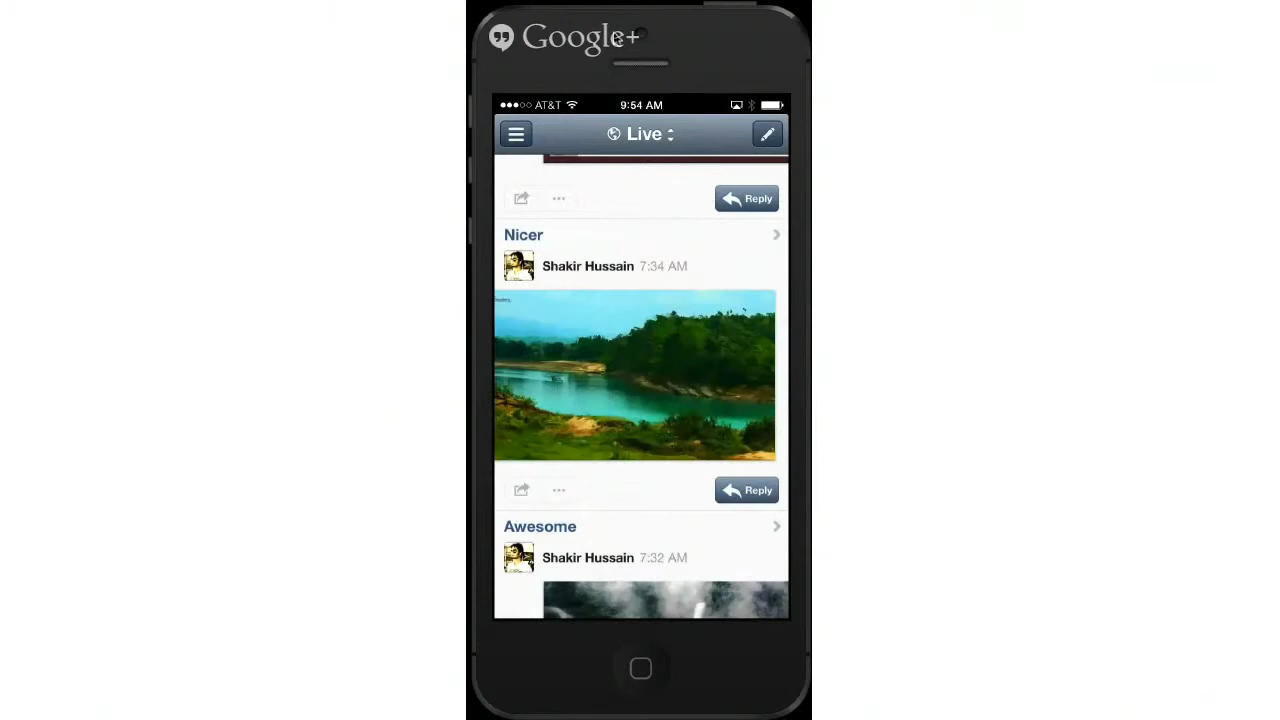 Google+
AT&T 9:54 AM
Live
Reply
Nicer
Shakir Hussain 7:34 AM
Reply
Awesome
Shakir Hussain 7:32 AM